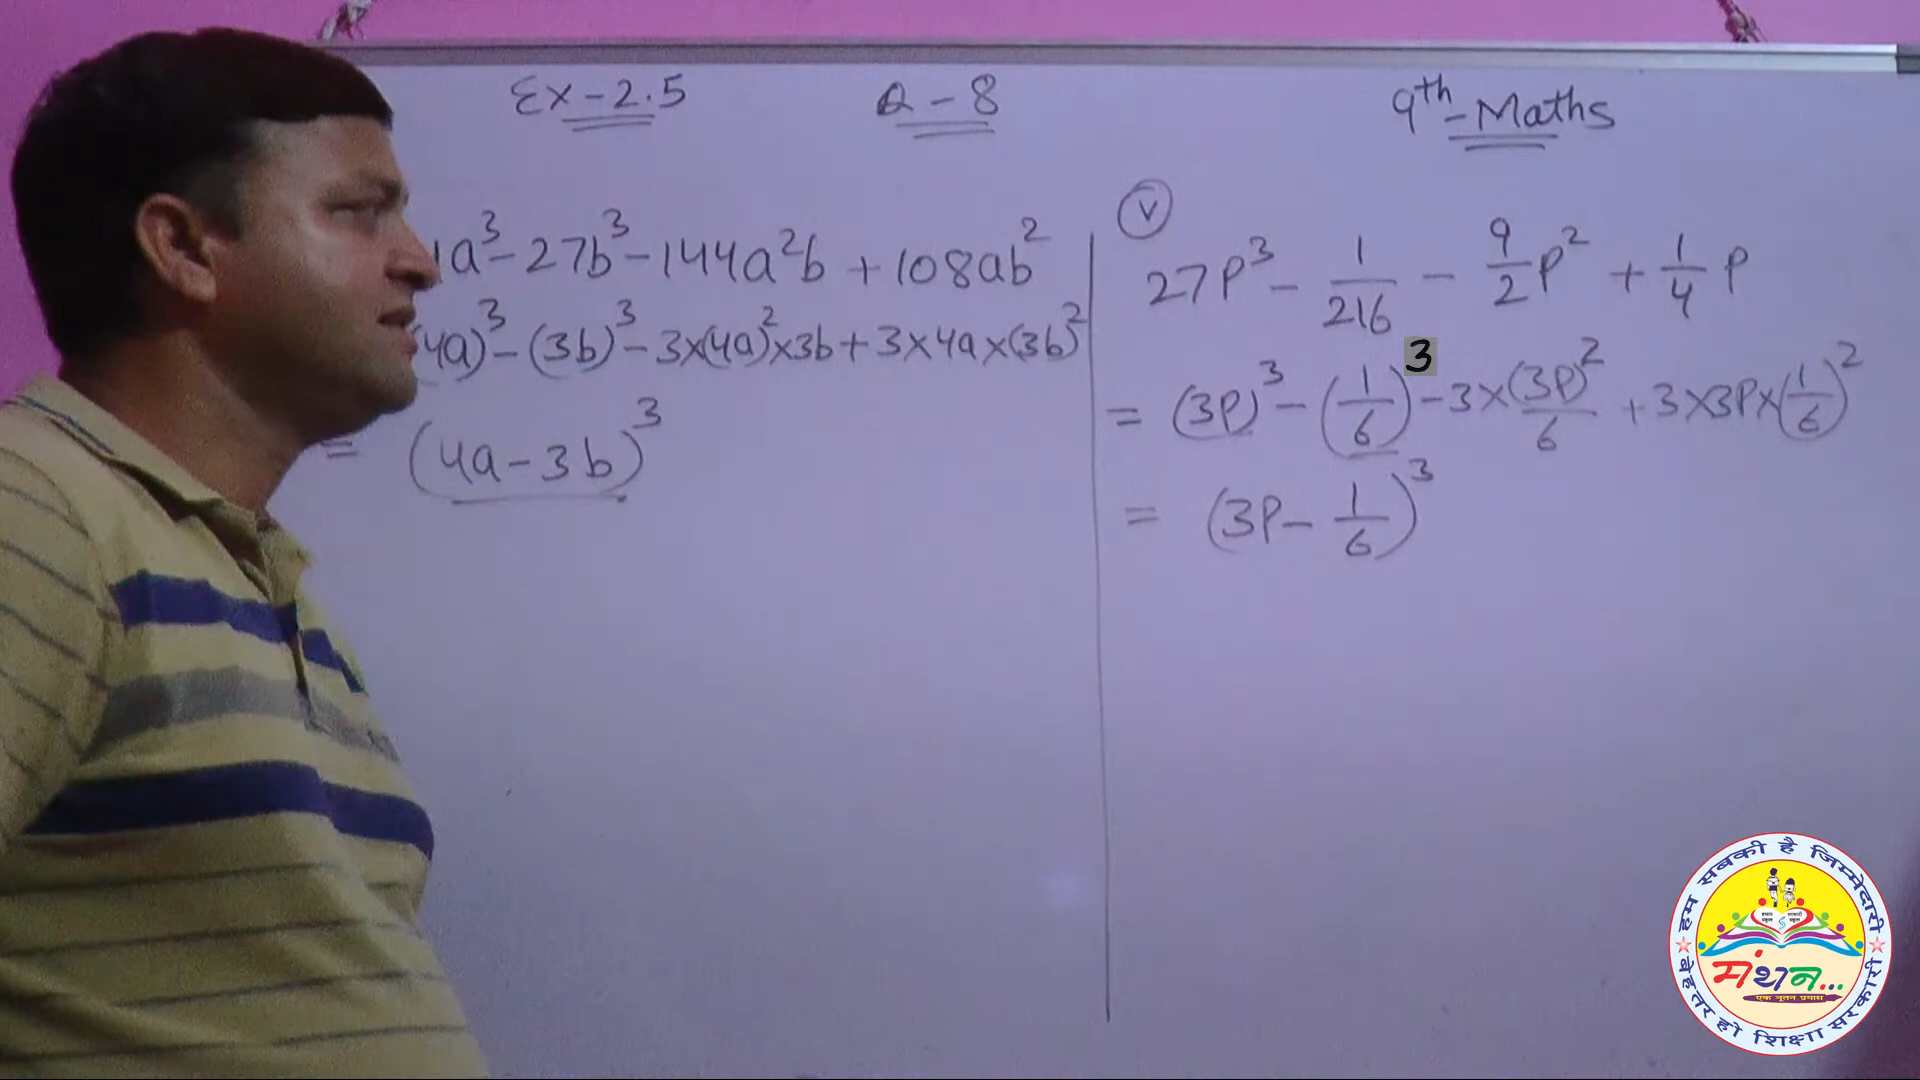 Ex-2.5 Q-8 9th-Maths
a³-27b³-144a²b+108ab²
(4a)³-(3b)³-3×(4a)²×3b+3×4a×(3b)²
= (4a-3b)³
(v)
27P³ - 1/216 - 9/2 P² + 1/4 P
= (3P)³ - (1/6)³ - 3×(3P)²/6 + 3×3P×(1/6)²
= (3P - 1/6)³
हम सबकी है जिम्मेदारी
मंथन...
एक नूतन प्रयास
बेहतर हो शिक्षा सरकारी